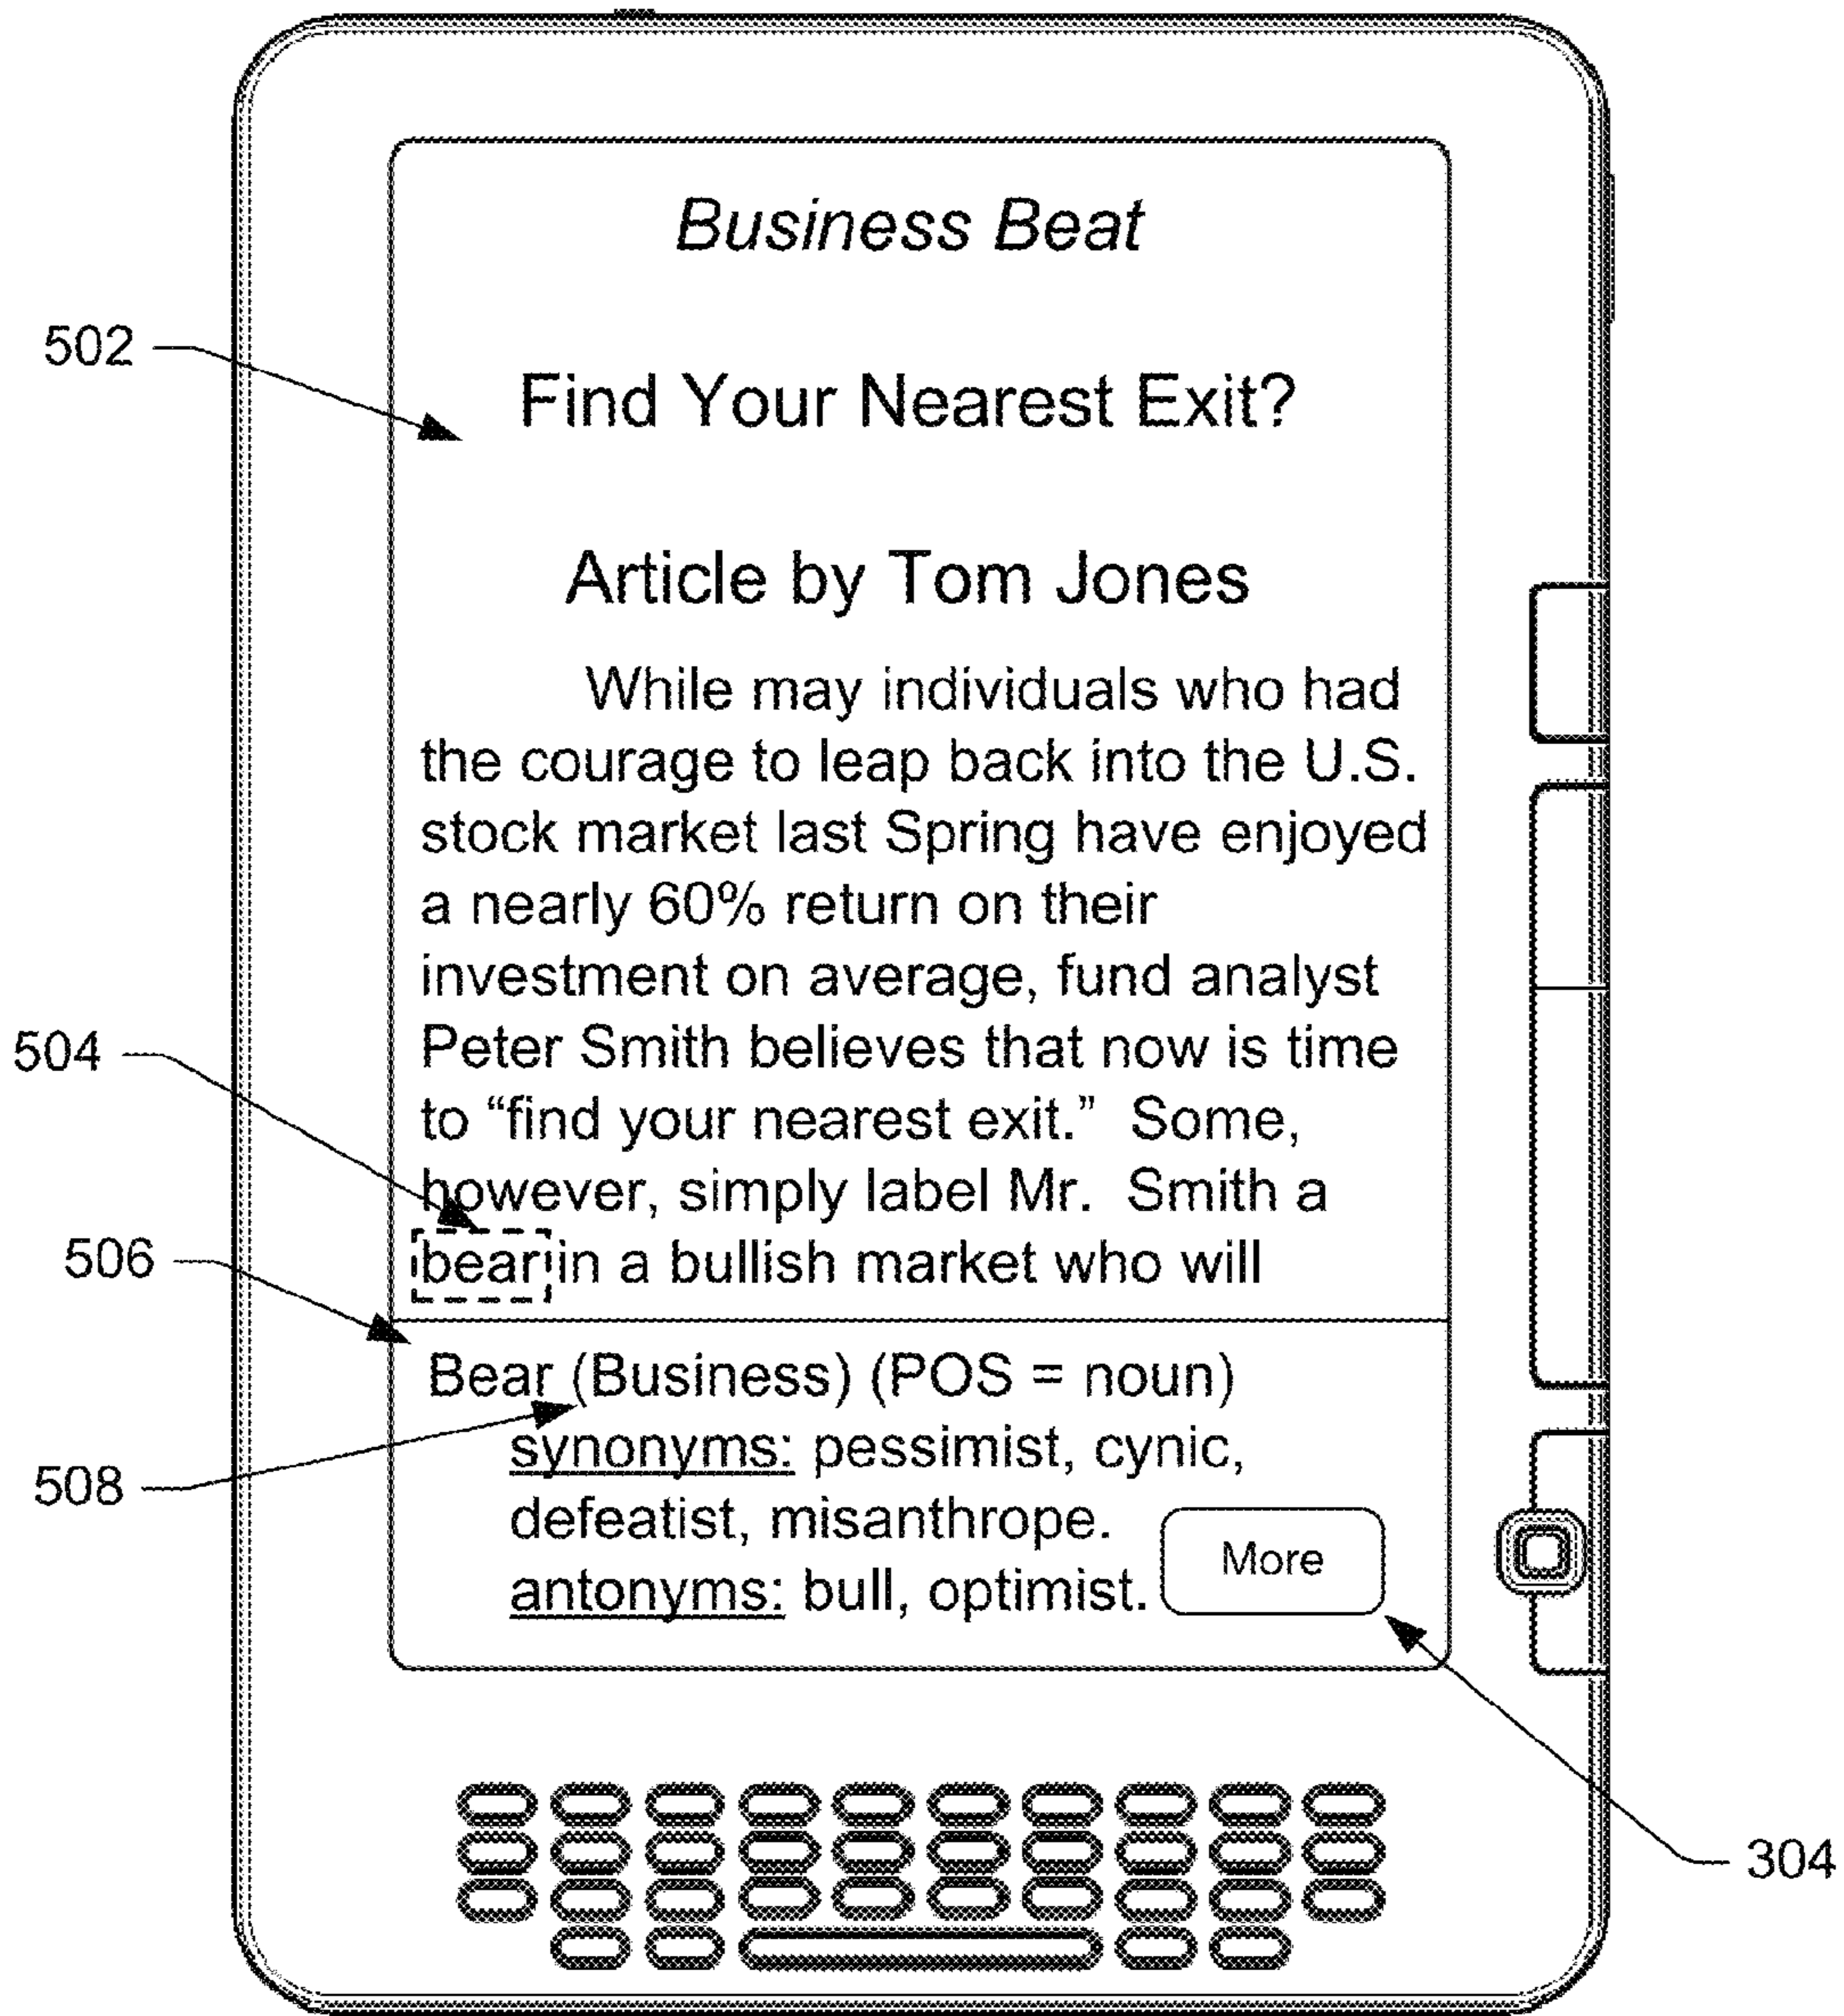 Business Beat
502
Find Your Nearest Exit?
Article by Tom Jones
While may individuals who had
the courage to leap back into the U.S.
stock market last Spring have enjoyed
a nearly 60% return on their
investment on average, fund analyst
504
Peter Smith believes that now is time
to “find your nearest exit.”  Some,
however, simply label Mr.  Smith a
506
bear in a bullish market who will
Bear (Business) (POS = noun)
synonyms: pessimist, cynic,
508
defeatist, misanthrope.
More
antonyms: bull, optimist.
304